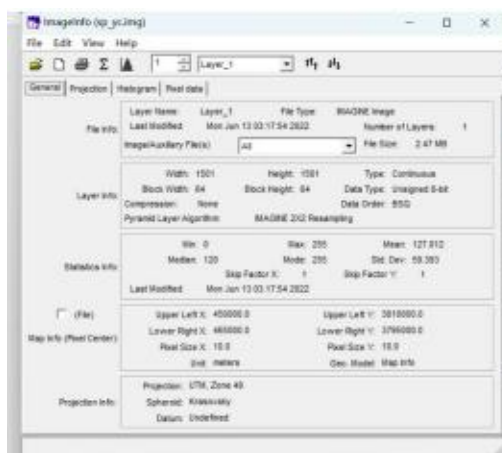 ImageInfo (sp_yc.img)
File Edit View Help
1 Layer_1
General Projection Histogram Pixel data
File Info:
Layer Name: Layer_1 File Type: IMAGINE Image
Last Modified: Mon Jun 13 03:17:54 2022 Number of Layers: 1
Image/Auxiliary File(s) All File Size: 2.47 MB
Layer Info:
Width: 1501 Height: 1501 Type: Continuous
Block Width: 64 Block Height: 64 Data Type: Unsigned 8-bit
Compression: None Data Order: BSQ
Pyramid Layer Algorithm: IMAGINE 2X2 Resampling
Statistics Info:
Min: 0 Max: 255 Mean: 127.012
Median: 128 Mode: 255 Std. Dev:
Skip Factor X: 1 Skip Factor Y: 1
Last Modified: Mon Jun 13 03:17:54 2022
(File)
Map Info (Pixel Center):
Upper Left X: 450000.0 Upper Left Y: 3810000.0
Lower Right X: 465000.0 Lower Right Y: 3795000.0
Pixel Size X: 10.0 Pixel Size Y: 10.0
Unit: meters Geo. Model: Map Info
Projection Info:
Projection: UTM, Zone 49
Spheroid: Krasovsky
Datum: Undefined